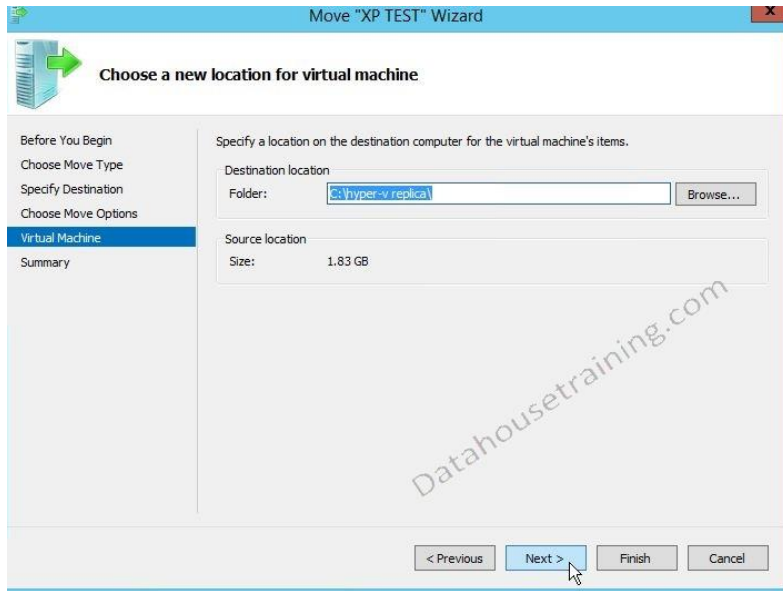 Move "XP TEST" Wizard
x
Choose a new location for virtual machine
Before You Begin
Choose Move Type
Specify Destination
Choose Move Options
Virtual Machine
Summary
Specify a location on the destination computer for the virtual machine's items.
Destination location
Folder: C:\hyper-v replica\ Browse...
Source location
Size: 1.83 GB
Datahousetraining.com
< Previous Next > Finish Cancel